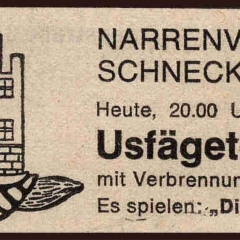 NARRENV
SCHNECK
Heute, 20.00 U
Usfäget
mit Verbrennun
Es spielen: „Di